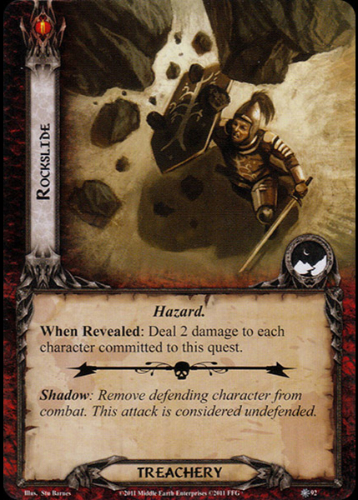 ROCKSLIDE
Hazard.
When Revealed: Deal 2 damage to each
character committed to this quest.
Shadow: Remove defending character from
combat. This attack is considered undefended.
TREACHERY
Illus. Stu Barnes ©2011 Middle Earth Enterprises ©2011 FFG 92